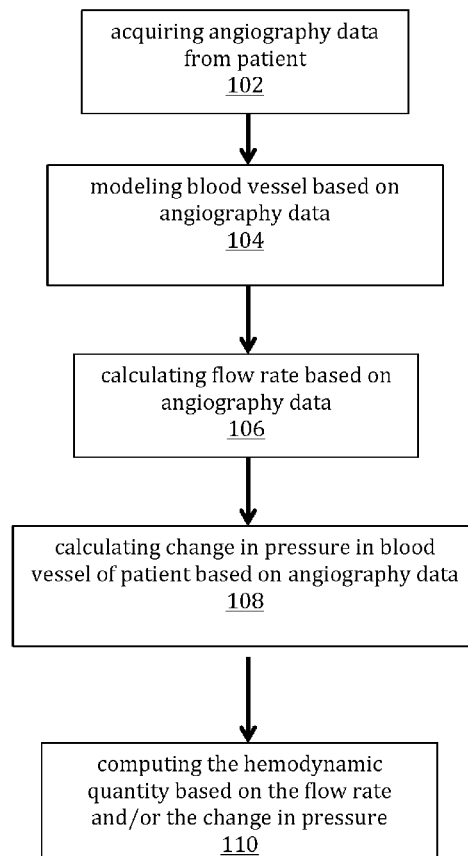 acquiring angiography data
from patient
102
modeling blood vessel based on
angiography data
104
calculating flow rate based on
angiography data
106
calculating change in pressure in blood
vessel of patient based on angiography data
108
computing the hemodynamic
quantity based on the flow rate
and/or the change in pressure
110